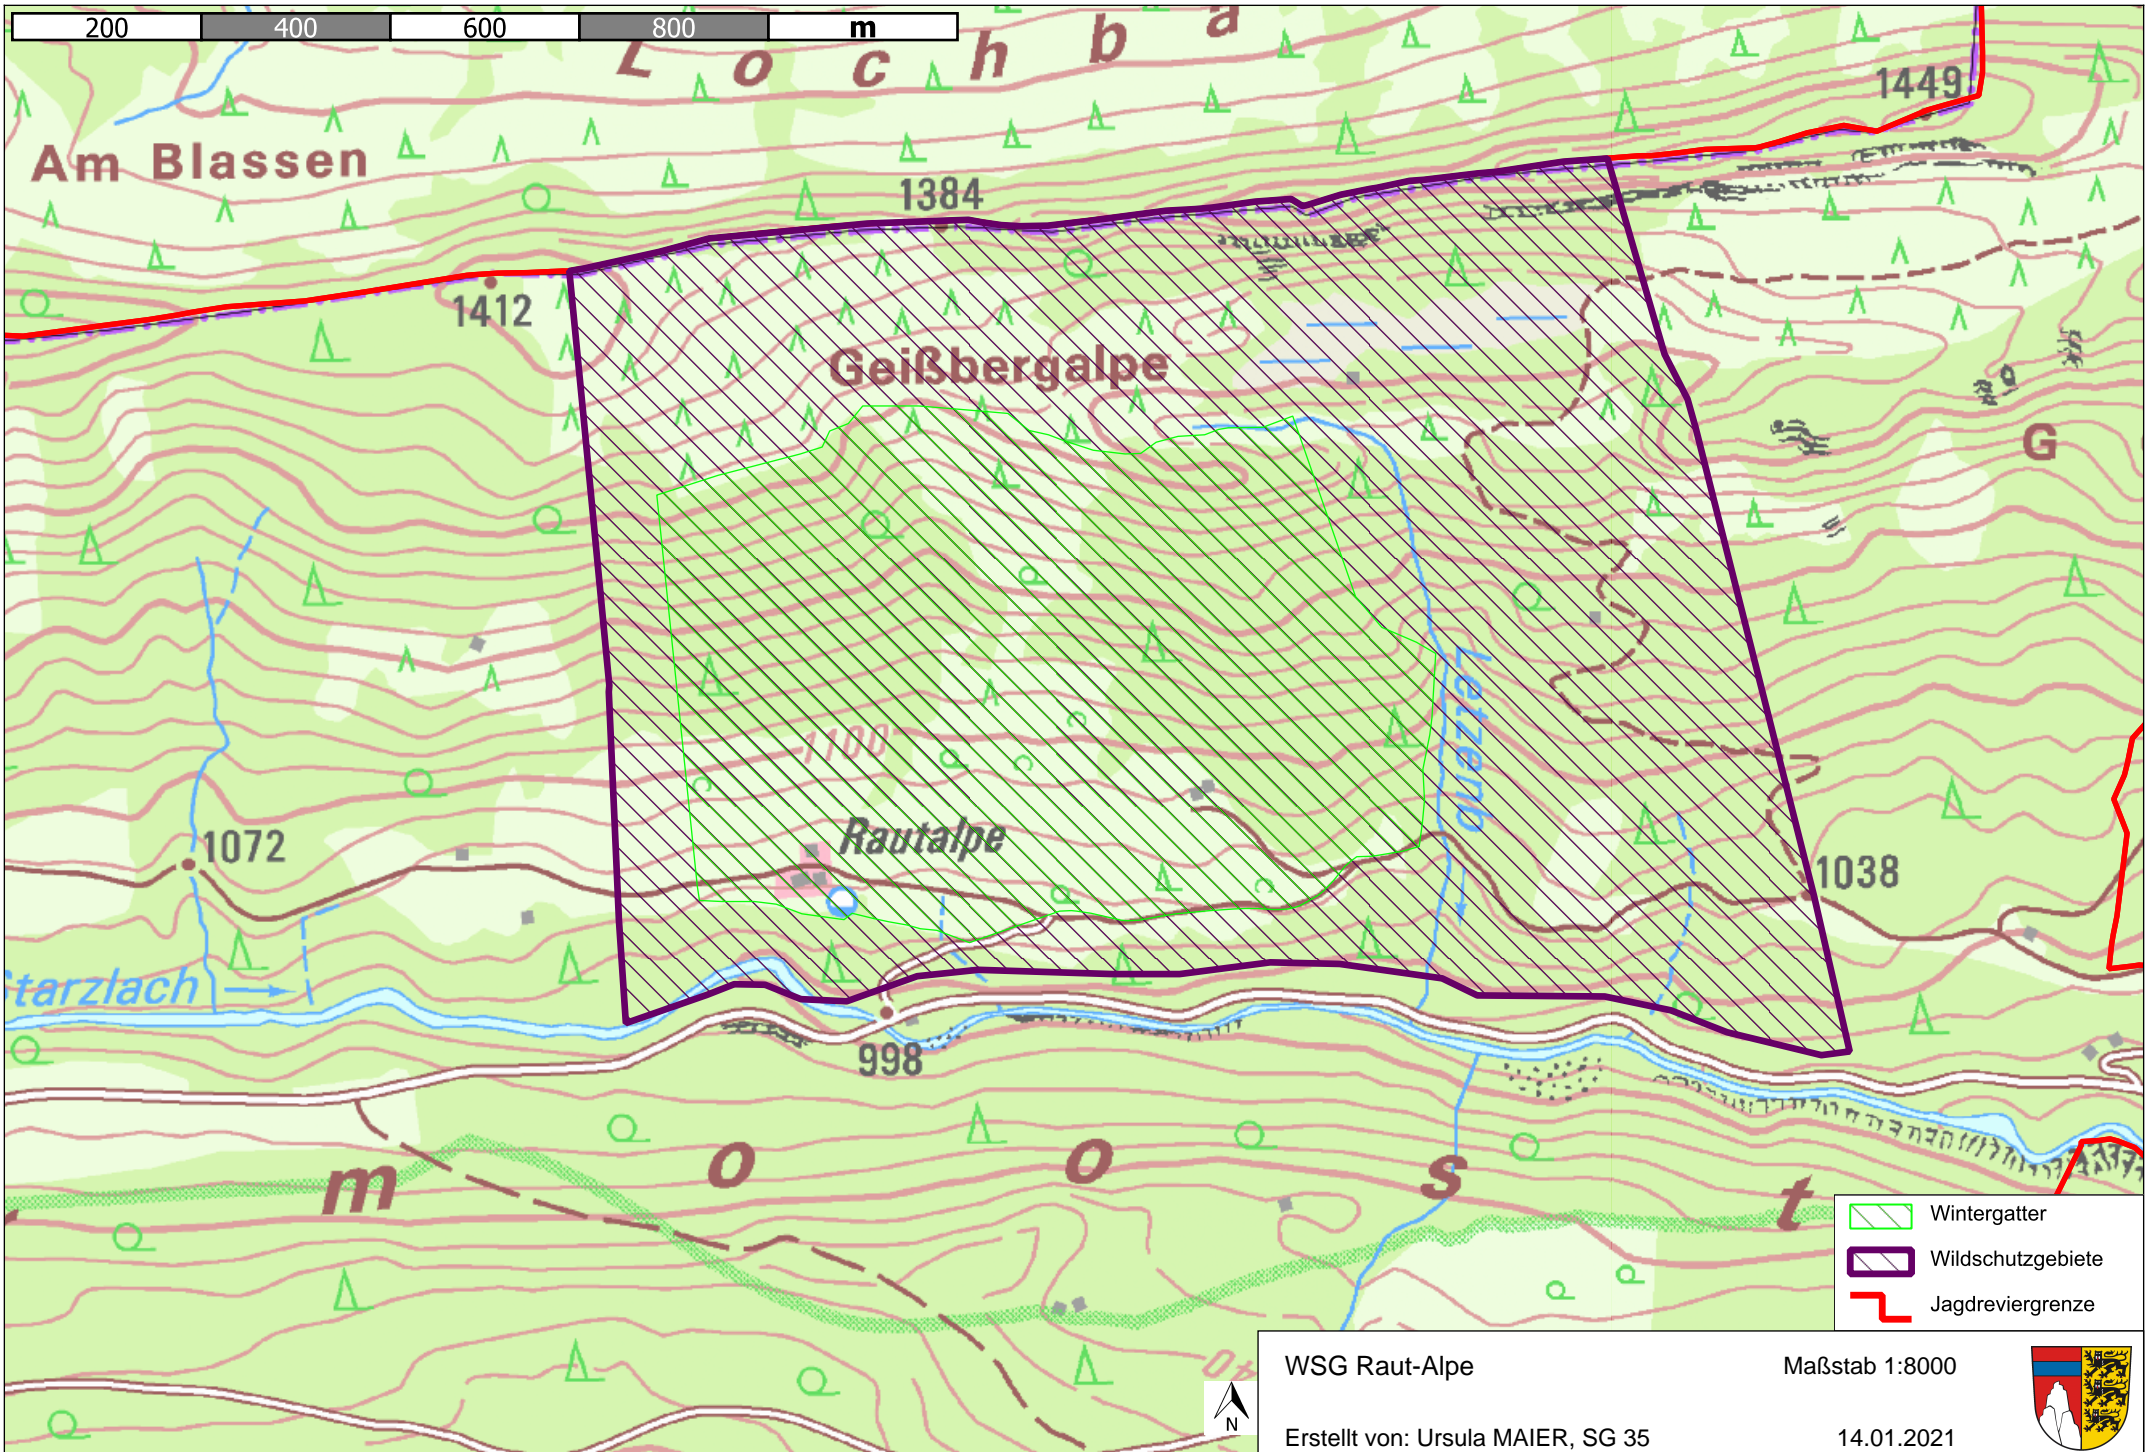 200 400 600 800 m
L o c h b a
1449
Am Blassen
1384
1412
Geißbergalpe
G
1100
Letzenb
Rautalpe
1072
1038
Starzlach
998
m o o s t
40
Wintergatter
Wildschutzgebiete
Jagdreviergrenze
WSG Raut-Alpe
Maßstab 1:8000
N
Erstellt von: Ursula MAIER, SG 35
14.01.2021